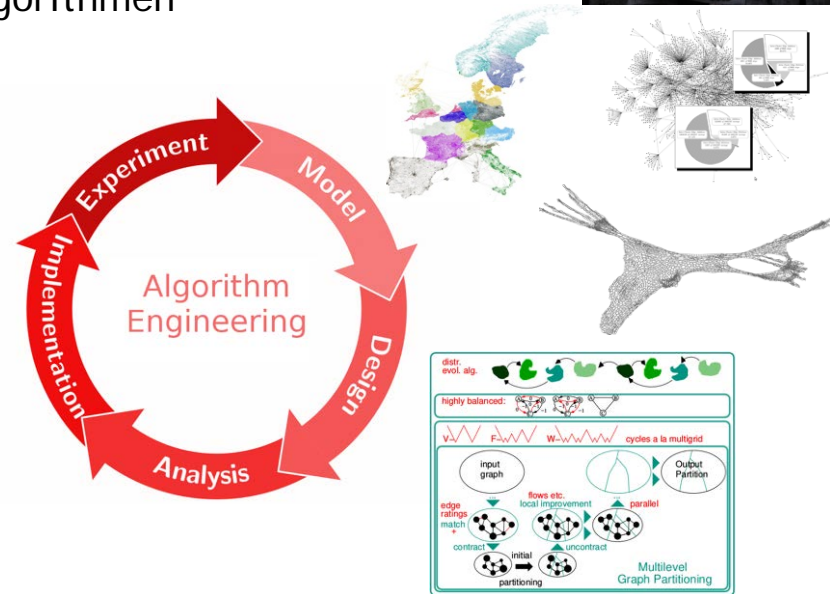 Experiment
Model
Design
Analysis
Implementation
Algorithm
Engineering
distr.
evol. alg.
highly balanced:
V– F– W– cycles a la multigrid
input
graph
Output
Partition
edge
ratings
match
+
contract
flows etc.
local improvement
parallel
initial
partitioning
uncontract
Multilevel
Graph Partitioning